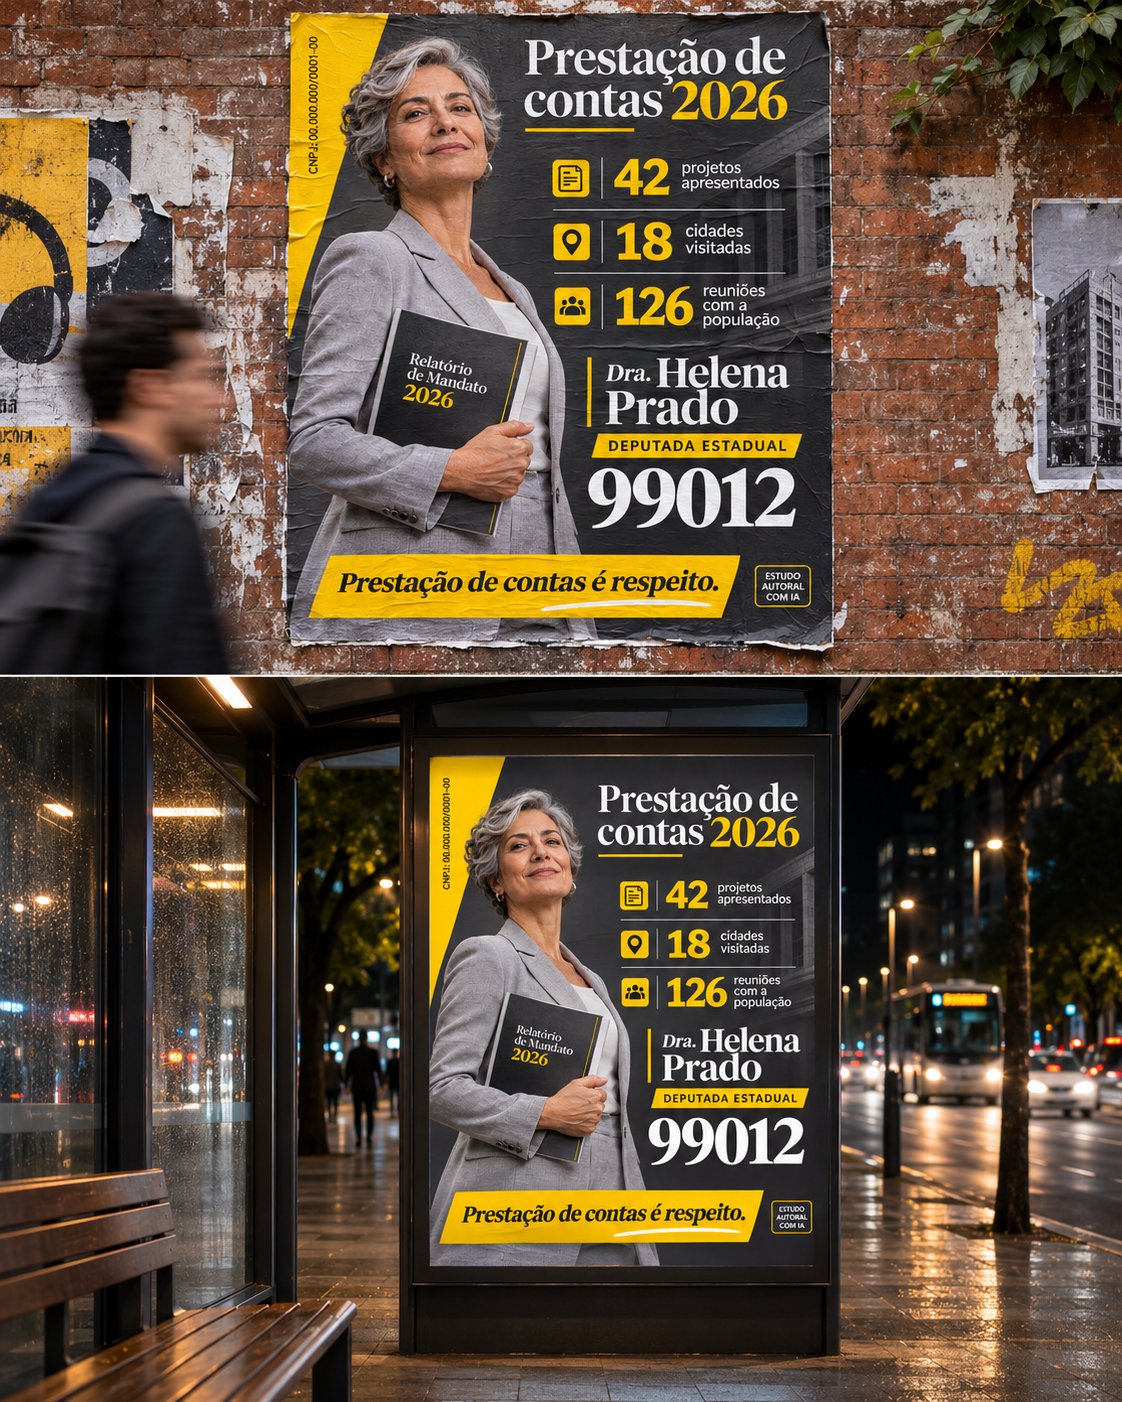 CNPJ: 00.000.000/0001-00
Prestação de
contas 2026
42 projetos
apresentados
18 cidades
visitadas
126 reuniões
com a
população
Relatório
de Mandato
2026
Dra. Helena
Prado
DEPUTADA ESTADUAL
99012
Prestação de contas é respeito.
ESTUDO
AUTORAL
COM IA
CNPJ: 00.000.000/0001-00
Prestação de
contas 2026
42 projetos
apresentados
18 cidades
visitadas
126 reuniões
com a
população
Relatório
de Mandato
2026
Dra. Helena
Prado
DEPUTADA ESTADUAL
99012
Prestação de contas é respeito.
ESTUDO
AUTORAL
COM IA